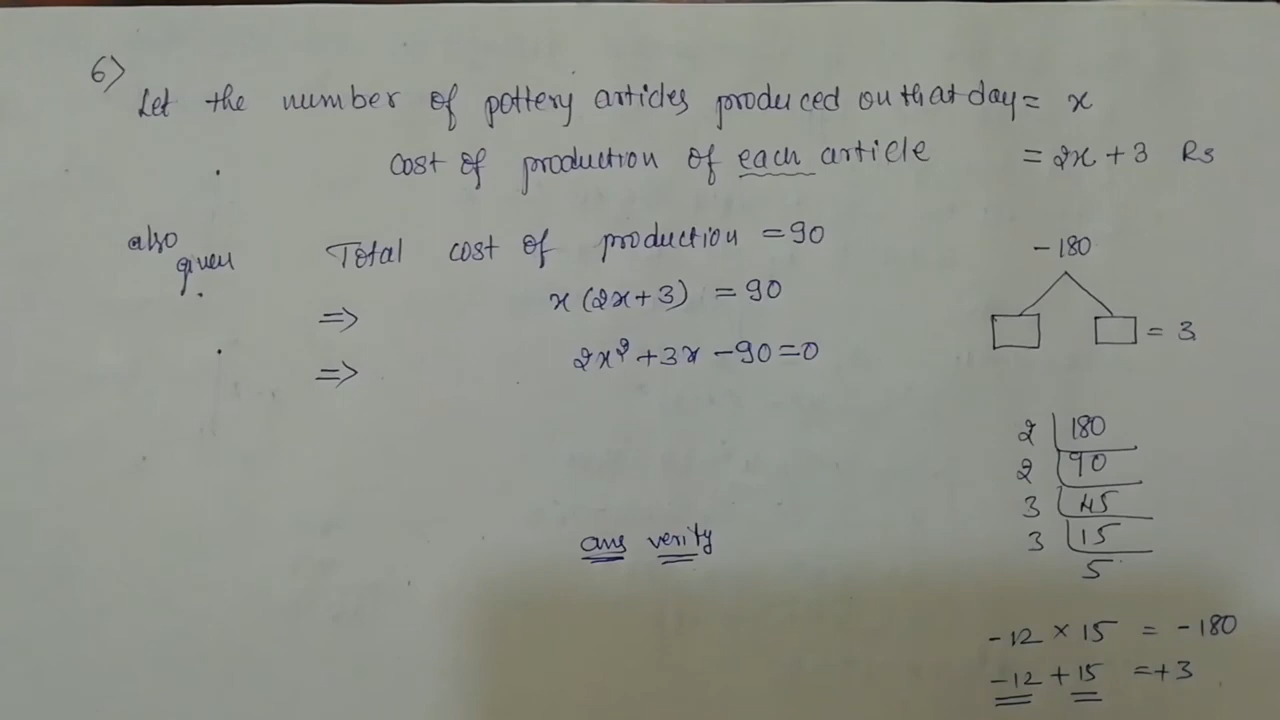 6)
Let the number of pottery articles produced on that day = x
cost of production of each article = 2x + 3 Rs
also given Total cost of production = 90
=> x (2x + 3) = 90
=> 2x² + 3x - 90 = 0
ans verity
- 180
= 3
2 180
2 90
3 45
3 15
5
-12 × 15 = -180
-12 + 15 = +3